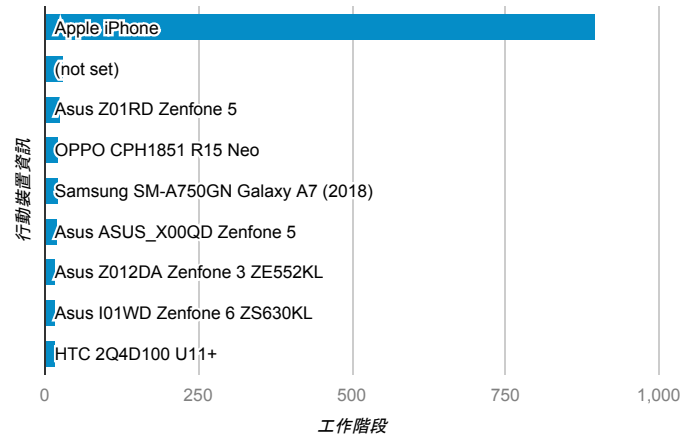 Apple iPhone
(not set)
Asus Z01RD Zenfone 5
OPPO CPH1851 R15 Neo
Samsung SM-A750GN Galaxy A7 (2018)
Asus ASUS_X00QD Zenfone 5
Asus Z012DA Zenfone 3 ZE552KL
Asus I01WD Zenfone 6 ZS630KL
HTC 2Q4D100 U11+
行動裝置資訊
0 250 500 750 1,000
工作階段